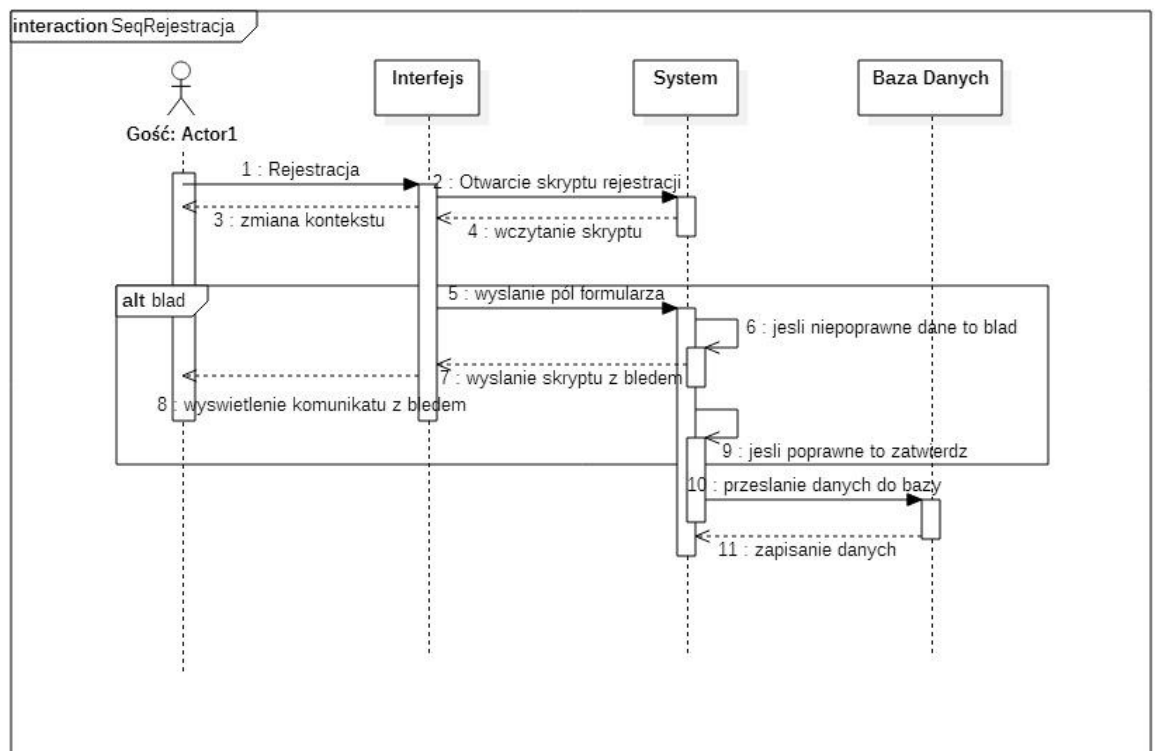 interaction SeqRejestracja
Interfejs
System
Baza Danych
Gość: Actor1
1 : Rejestracja
2 : Otwarcie skryptu rejestracji
3 : zmiana kontekstu
4 : wczytanie skryptu
alt blad
5 : wyslanie pól formularza
6 : jesli niepoprawne dane to blad
7 : wyslanie skryptu z bledem
8 : wyswietlenie komunikatu z bledem
9 : jesli poprawne to zatwierdz
10 : przeslanie danych do bazy
11 : zapisanie danych